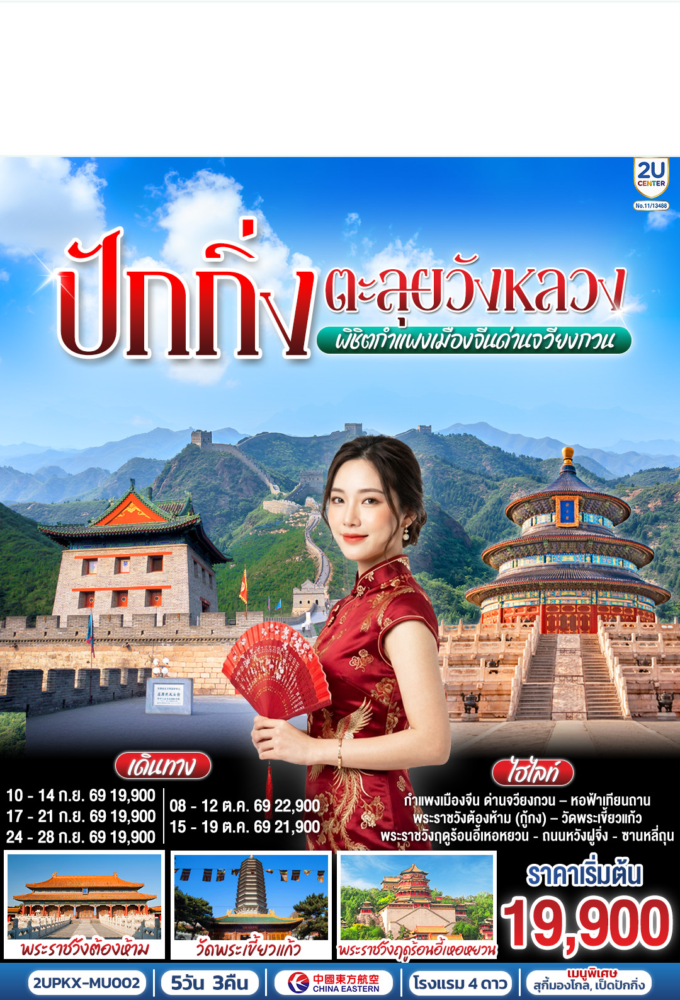 2U
CENTER
No.11/13488
ปักกิ่ง
ตะลุยวังหลวง
พิชิตกำแพงเมืองจีนด่านจวียงกวน
เดินทาง
10 - 14 ก.ย. 69 19,900
17 - 21 ก.ย. 69 19,900
24 - 28 ก.ย. 69 19,900
08 - 12 ต.ค. 69 22,900
15 - 19 ต.ค. 69 21,900
ไฮไลท์
กำแพงเมืองจีน ด่านจวียงกวน – หอฟ้าเทียนถาน
พระราชวังต้องห้าม (กู้กง) – วัดพระเขี้ยวแก้ว
พระราชวังฤดูร้อนอี้เหอหยวน - ถนนหวังฝูจิ่ง - ซานหลี่ถุน
พระราชวังต้องห้าม
วัดพระเขี้ยวแก้ว
พระราชวังฤดูร้อนอี้เหอหยวน
ราคาเริ่มต้น
19,900
2UPKX-MU002
5วัน 3คืน
中國東方航空
CHINA EASTERN
โรงแรม 4 ดาว
เมนูพิเศษ
สุกี้มองโกล, เป็ดปักกิ่ง